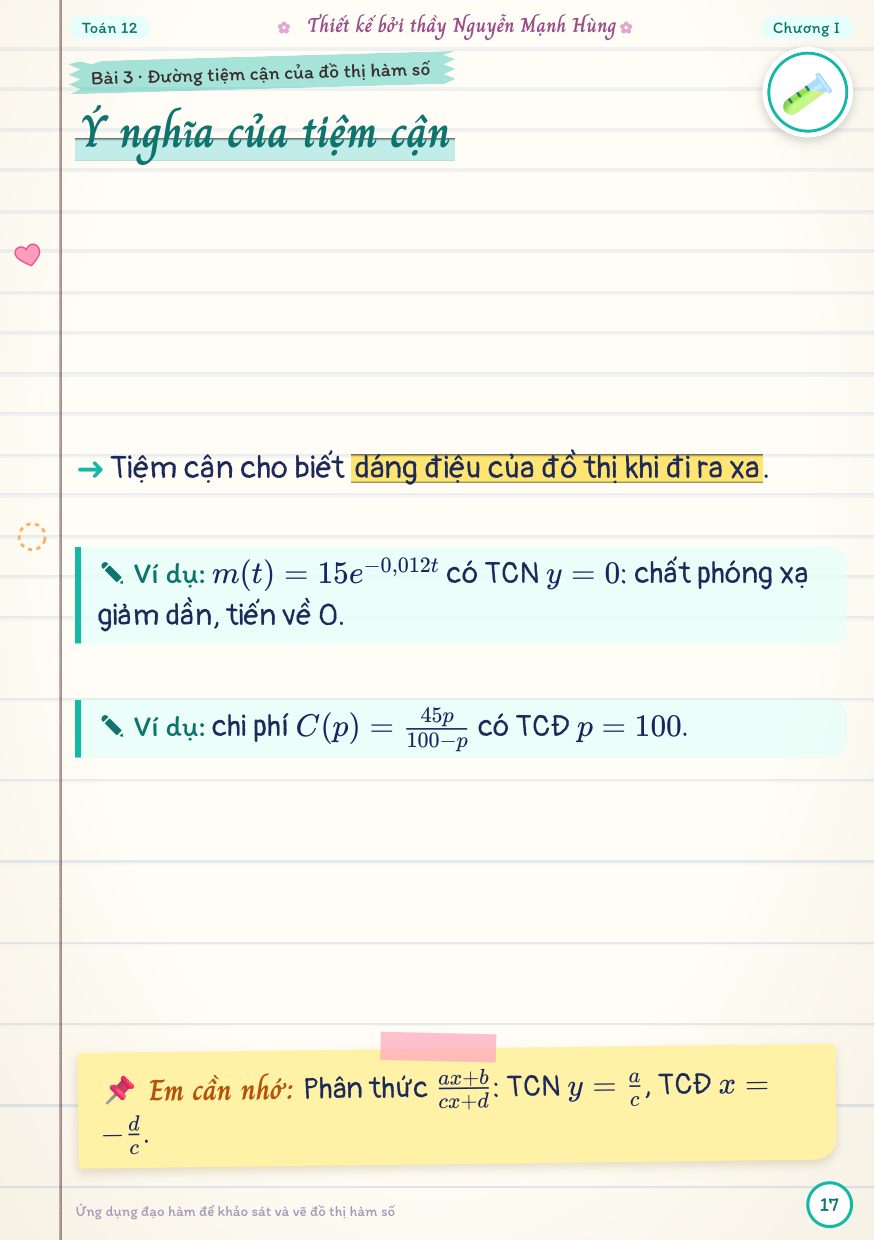 Toán 12
Thiết kế bởi thầy Nguyễn Mạnh Hùng
Chương I
Bài 3 · Đường tiệm cận của đồ thị hàm số
Ý nghĩa của tiệm cận
→ Tiệm cận cho biết dáng điệu của đồ thị khi đi ra xa.
Ví dụ: $m(t) = 15e^{-0,012t}$ có TCN $y = 0$: chất phóng xạ
giảm dần, tiến về 0.
Ví dụ: chi phí $C(p) = \frac{45p}{100-p}$ có TCĐ $p = 100$.
Em cần nhớ: Phân thức $\frac{ax+b}{cx+d}$: TCN $y = \frac{a}{c}$, TCĐ $x =$
$-\frac{d}{c}$.
Ứng dụng đạo hàm để khảo sát và vẽ đồ thị hàm số
17